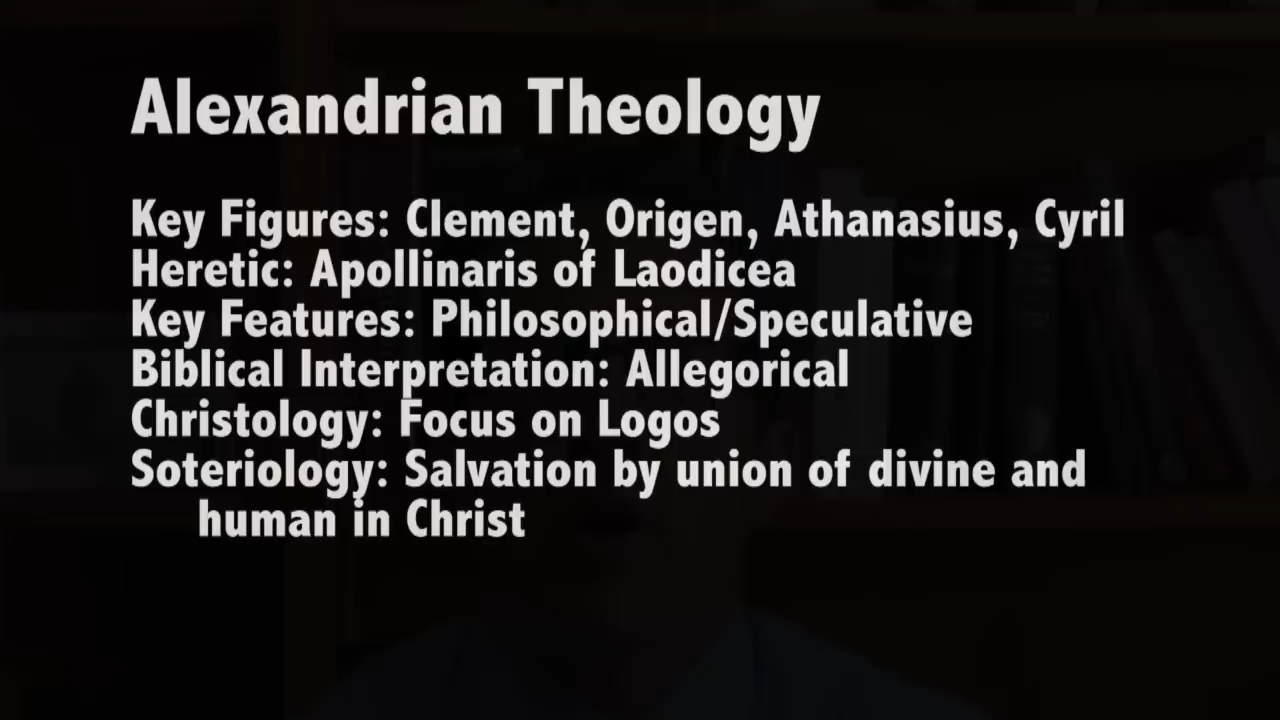 Alexandrian Theology
Key Figures: Clement, Origen, Athanasius, Cyril
Heretic: Apollinaris of Laodicea
Key Features: Philosophical/Speculative
Biblical Interpretation: Allegorical
Christology: Focus on Logos
Soteriology: Salvation by union of divine and
human in Christ